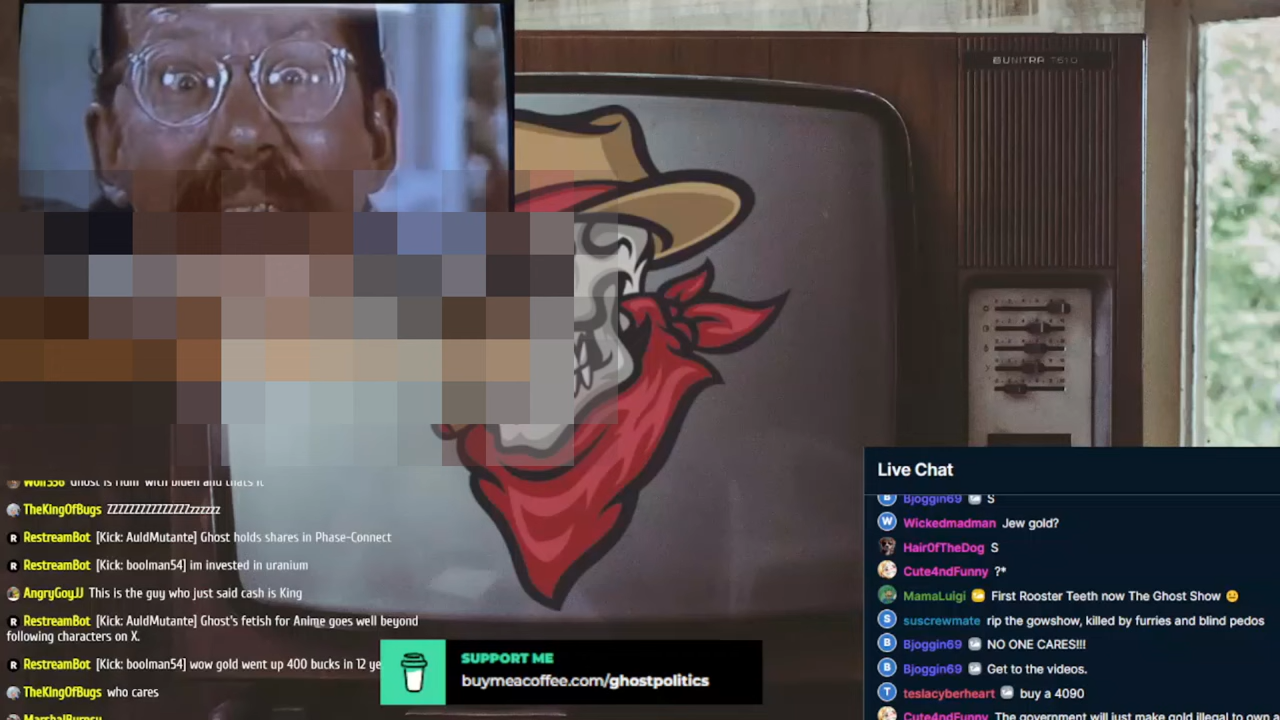 UNITRA
TheKingOfBugs ZZZZZZZZZZZZZZZzzzzzz
RestreamBot [Kick: AuldMutante] Ghost holds shares in Phase-Connect
RestreamBot [Kick: boolman54] im invested in uranium
AngryGoyJJ This is the guy who just said cash is King
RestreamBot [Kick: AuldMutante] Ghost's fetish for Anime goes well beyond
following characters on X.
RestreamBot [Kick: boolman54] wow gold went up 400 bucks in 12 ye
TheKingOfBugs who cares
SUPPORT ME
buymeacoffee.com/ghostpolitics
Live Chat
B Bjoggin69 S
W Wickedmadman Jew gold?
HairOfTheDog S
Cute4ndFunny ?*
MamaLuigi First Rooster Teeth now The Ghost Show
S suscrewmate rip the gowshow, killed by furries and blind pedos
B Bjoggin69 NO ONE CARES!!!
B Bjoggin69 Get to the videos.
T teslacyberheart buy a 4090
Cute4ndFunny The government will just make gold illegal to own a